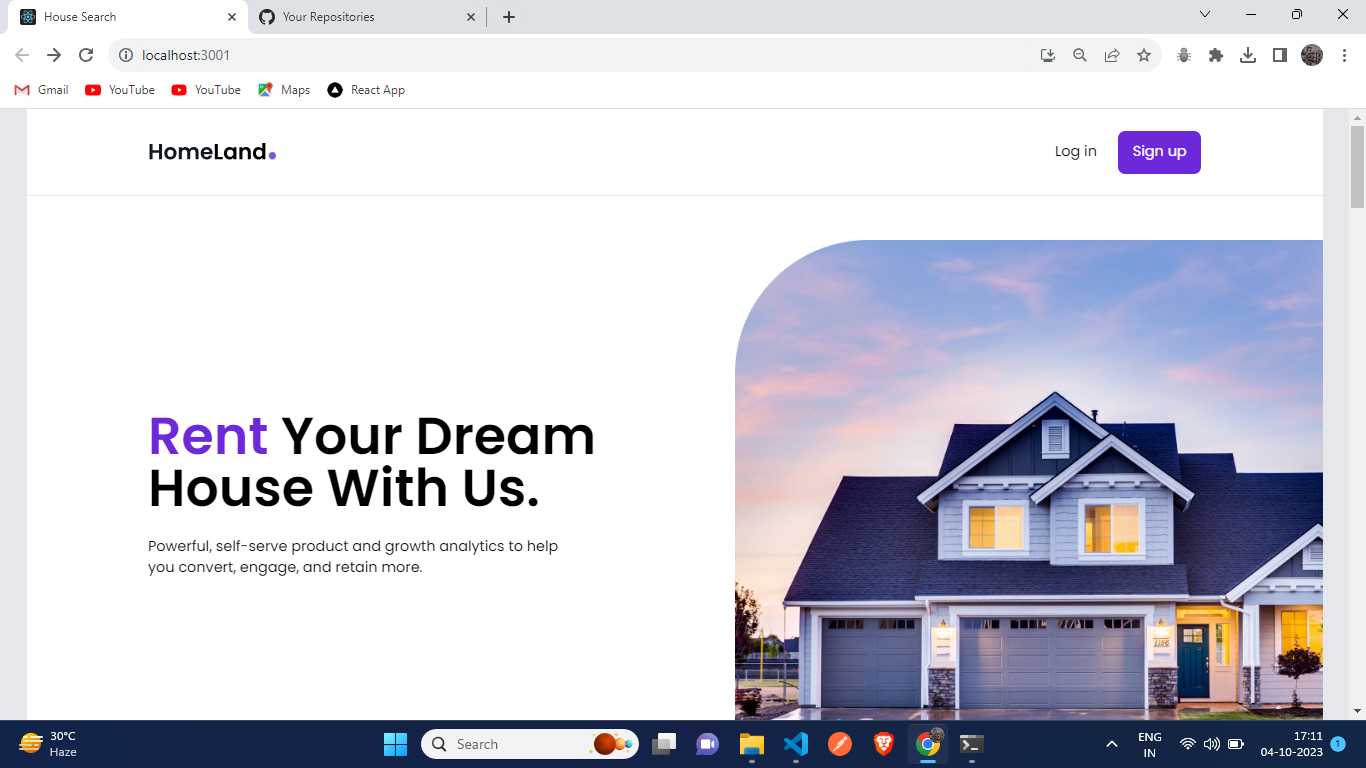 House Search
Your Repositories
localhost:3001
Gmail
YouTube
YouTube
Maps
React App
HomeLand.
Log in
Sign up
Rent Your Dream
House With Us.
Powerful, self-serve product and growth analytics to help
you convert, engage, and retain more.
1156
30°C
Haze
Search
ENG
IN
17:11
04-10-2023
1